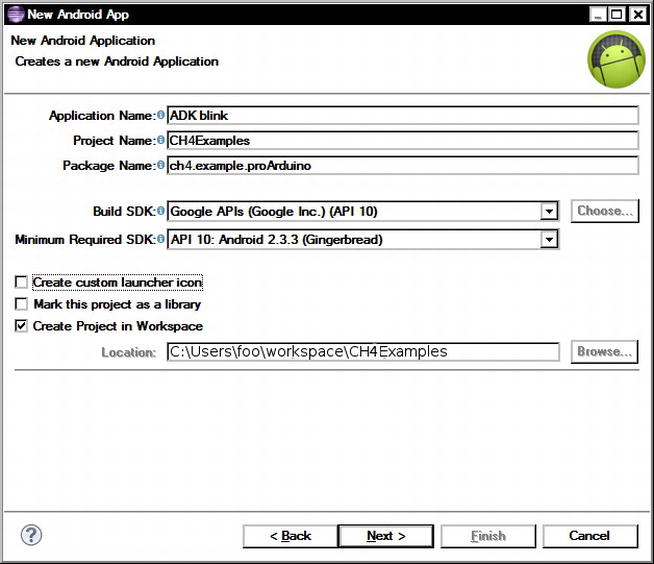 New Android App
New Android Application
Creates a new Android Application
Application Name: ADK blink
Project Name: CH4Examples
Package Name: ch4.example.proArduino
Build SDK: Google APIs (Google Inc.) (API 10) Choose...
Minimum Required SDK: API 10: Android 2.3.3 (Gingerbread)
Create custom launcher icon
Mark this project as a library
Create Project in Workspace
Location: C:\Users\foo\workspace\CH4Examples Browse...
? < Back Next > Finish Cancel